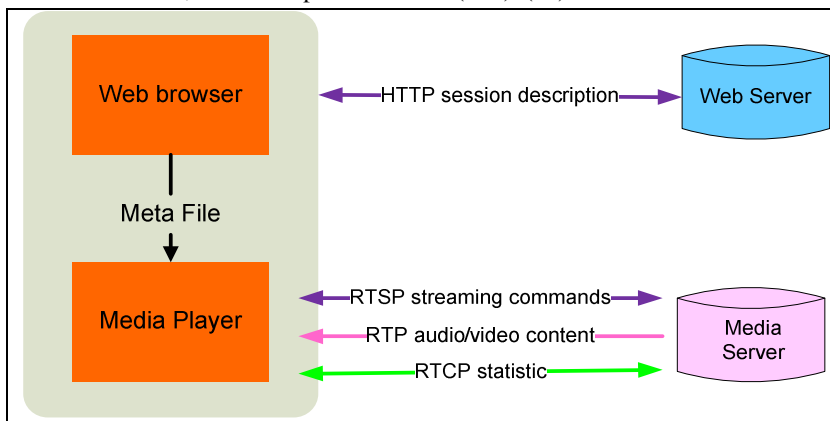 Web browser
HTTP session description
Web Server
Meta File
Media Player
RTSP streaming commands
RTP audio/video content
RTCP statistic
Media
Server